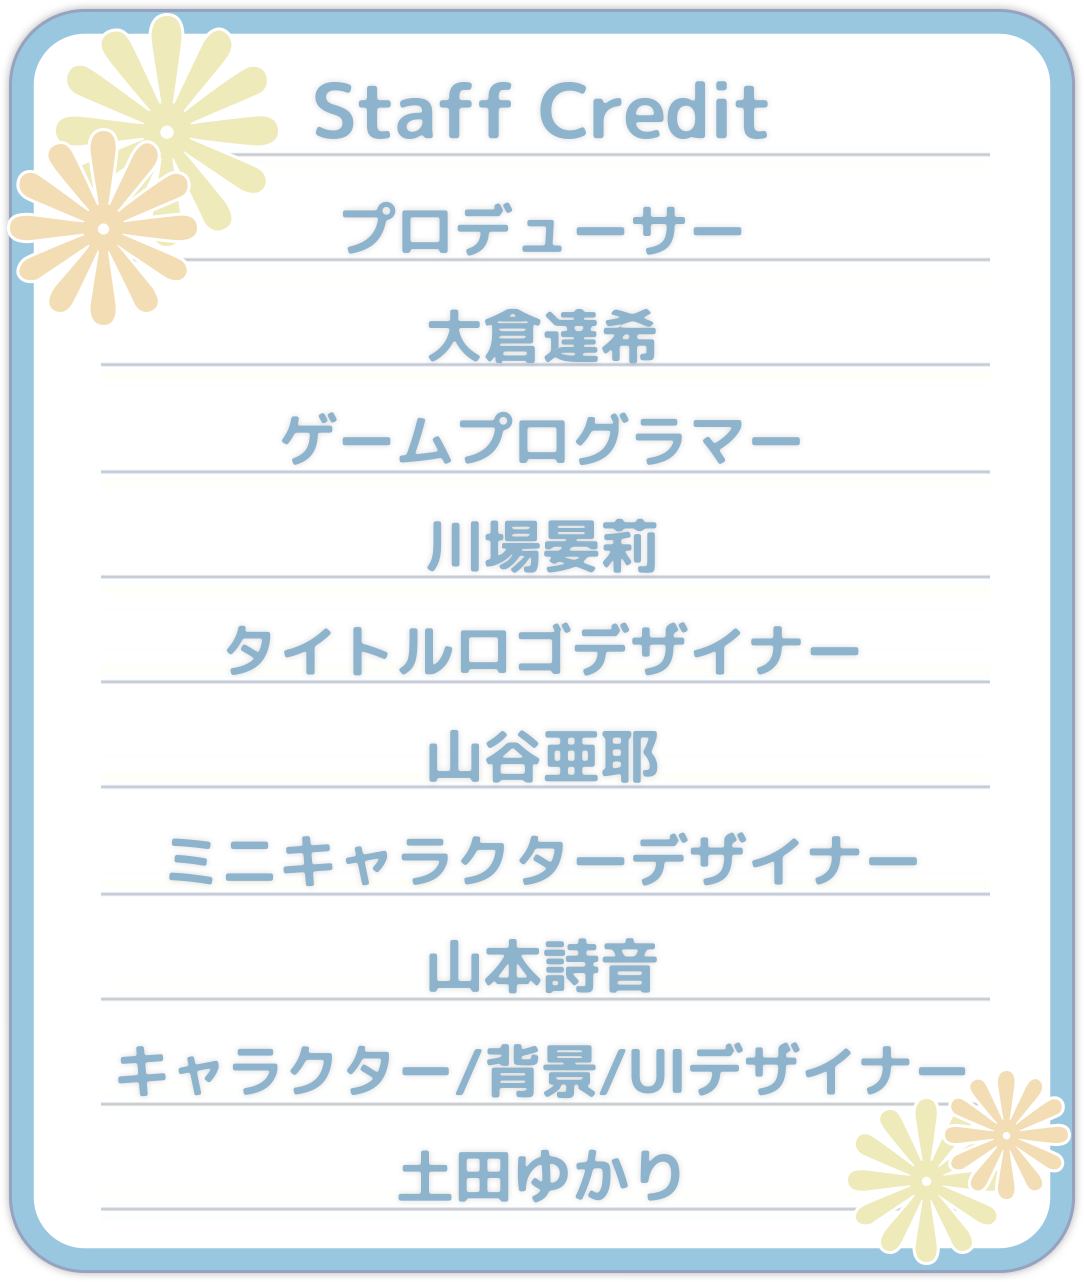 Staff Credit
プロデューサー
大倉達希
ゲームプログラマー
川場晏莉
タイトルロゴデザイナー
山谷亜耶
ミニキャラクターデザイナー
山本詩音
キャラクター/背景/UIデザイナー
土田ゆかり